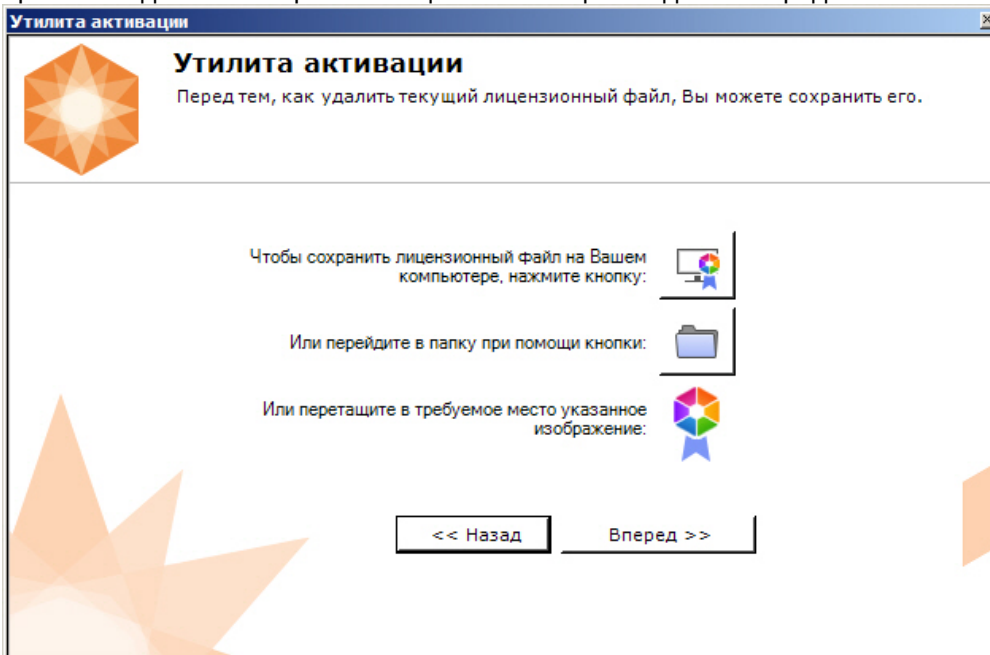 Утилита активации
Утилита активации
Перед тем, как удалить текущий лицензионный файл, Вы можете сохранить его.
Чтобы сохранить лицензионный файл на Вашем
компьютере, нажмите кнопку:
Или перейдите в папку при помощи кнопки:
Или перетащите в требуемое место указанное
изображение:
<< Назад
Вперед >>